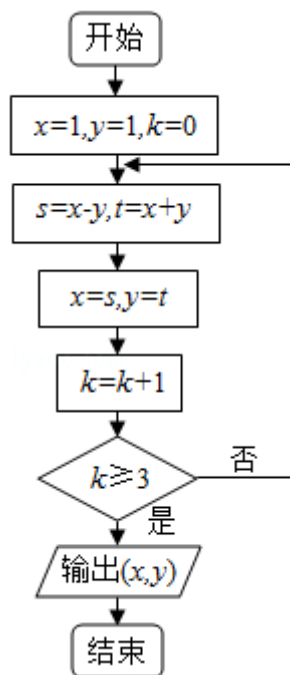 开始
x=1,y=1,k=0
s=x-y,t=x+y
x=s,y=t
k=k+1
k≥3
否
是
输出(x,y)
结束